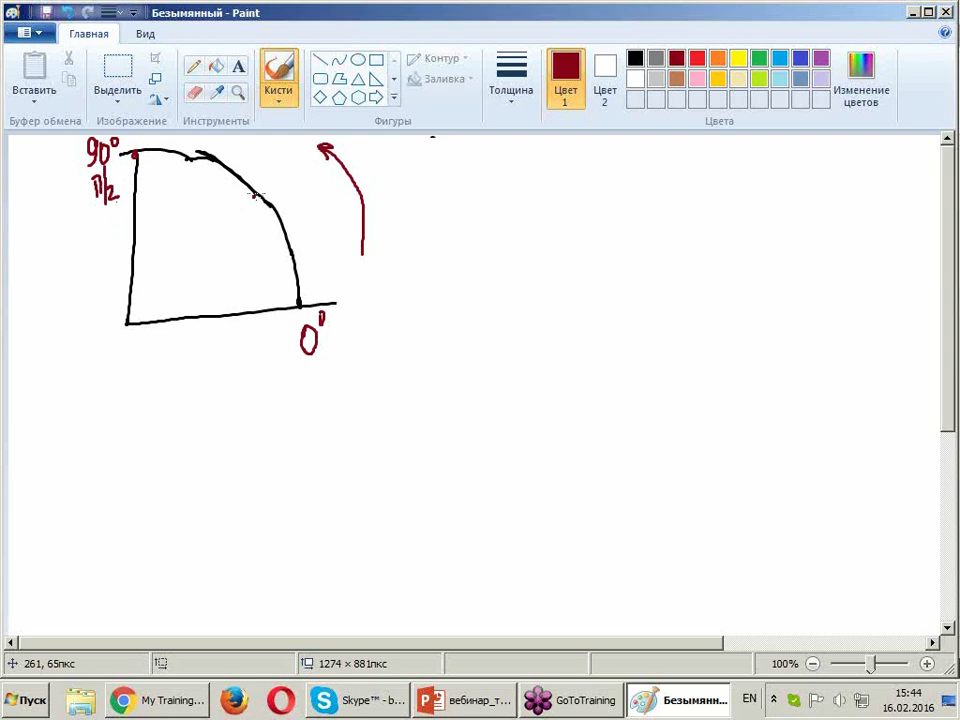 Безымянный - Paint
Главная
Вид
Вставить
Выделить
Кисти
Контур
Заливка
Толщина
Цвет 1
Цвет 2
Изменение цветов
Буфер обмена
Изображение
Инструменты
Фигуры
Цвета
90°
π/2
0°
261, 65пкс
1274 × 881пкс
100%
Пуск
My Training...
Skype™ - b...
вебинар_т...
GoToTraining
Безымянн...
EN
15:44
16.02.2016